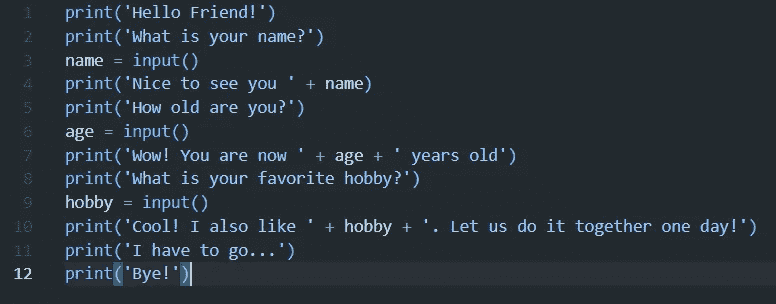 1 print('Hello Friend!')
2 print('What is your name?')
3 name = input()
4 print('Nice to see you ' + name)
5 print('How old are you?')
6 age = input()
7 print('Wow! You are now ' + age + ' years old')
8 print('What is your favorite hobby?')
9 hobby = input()
10 print('Cool! I also like ' + hobby + '. Let us do it together one day!')
11 print('I have to go...')
12 print('Bye!')